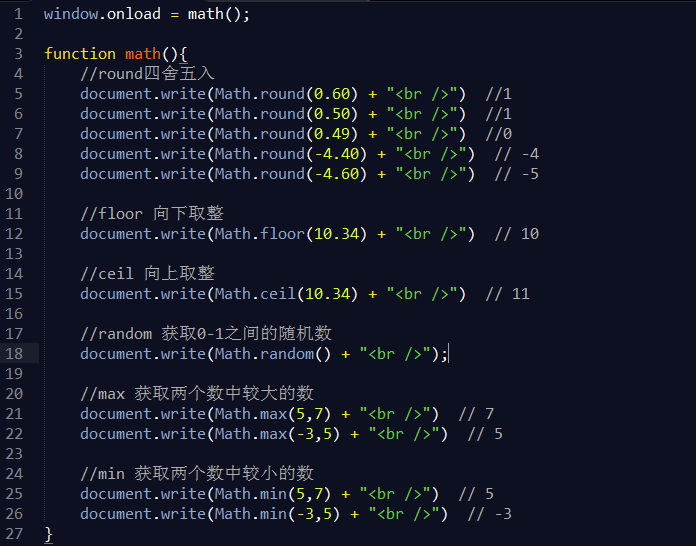 1 window.onload = math();
2
3 function math(){
4 //round四舍五入
5 document.write(Math.round(0.60) + "<br />") //1
6 document.write(Math.round(0.50) + "<br />") //1
7 document.write(Math.round(0.49) + "<br />") //0
8 document.write(Math.round(-4.40) + "<br />") // -4
9 document.write(Math.round(-4.60) + "<br />") // -5
10
11 //floor 向下取整
12 document.write(Math.floor(10.34) + "<br />") // 10
13
14 //ceil 向上取整
15 document.write(Math.ceil(10.34) + "<br />") // 11
16
17 //random 获取0-1之间的随机数
18 document.write(Math.random() + "<br />");
19
20 //max 获取两个数中较大的数
21 document.write(Math.max(5,7) + "<br />") // 7
22 document.write(Math.max(-3,5) + "<br />") // 5
23
24 //min 获取两个数中较小的数
25 document.write(Math.min(5,7) + "<br />") // 5
26 document.write(Math.min(-3,5) + "<br />") // -3
27 }